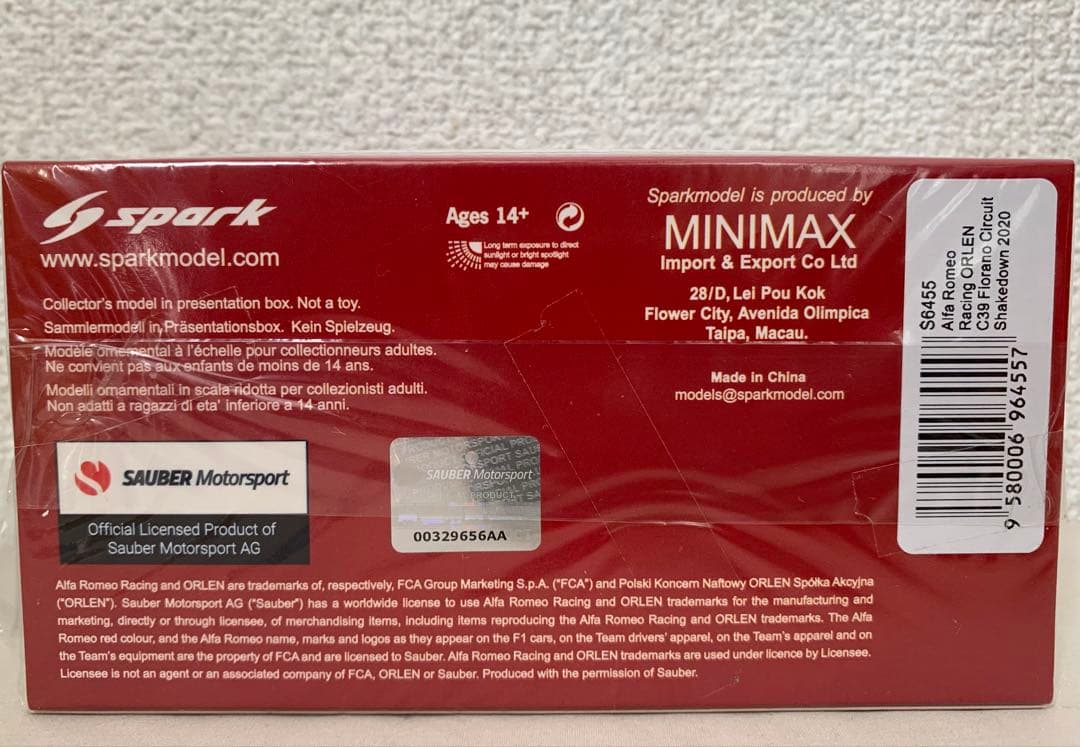 spark
www.sparkmodel.com
Collector's model in presentation box. Not a toy.
Sammlermodell in Präsentationsbox. Kein Spielzeug.
Modèle ornemental à l'échelle pour collectionneurs adultes.
Ne convient pas aux enfants de moins de 14 ans.
Modelli ornamentali in scala ridotta per collezionisti adulti.
Non adatti a ragazzi di eta' inferiore a 14 anni.
Ages 14+
Long term exposure to direct
sunlight or bright spotlight
may cause damage
Sparkmodel is produced by
MINIMAX
Import & Export Co Ltd
28/D, Lei Pou Kok
Flower City, Avenida Olimpica
Taipa, Macau.
Made in China
models@sparkmodel.com
S6455
Alfa Romeo
Racing ORLEN
C39 Fiorano Circuit
Shakedown 2020
9 580006 964557
SAUBER Motorsport
Official Licensed Product of
Sauber Motorsport AG
SAUBER Motorsport
00329656AA
Alfa Romeo Racing and ORLEN are trademarks of, respectively, FCA Group Marketing S.p.A. ("FCA") and Polski Koncern Naftowy ORLEN Spółka Akcyjna
("ORLEN"). Sauber Motorsport AG ("Sauber") has a worldwide license to use Alfa Romeo Racing and ORLEN trademarks for the manufacturing and
marketing, directly or through licensee, of merchandising items, including items reproducing the Alfa Romeo Racing and ORLEN trademarks. The Alfa
Romeo red colour, and the Alfa Romeo name, marks and logos as they appear on the F1 cars, on the Team drivers' apparel, on the Team's apparel and on
the Team's equipment are the property of FCA and are licensed to Sauber. Alfa Romeo Racing and ORLEN trademarks are used under licence by Licensee.
Licensee is not an agent or an associated company of FCA, ORLEN or Sauber. Produced with the permission of Sauber.